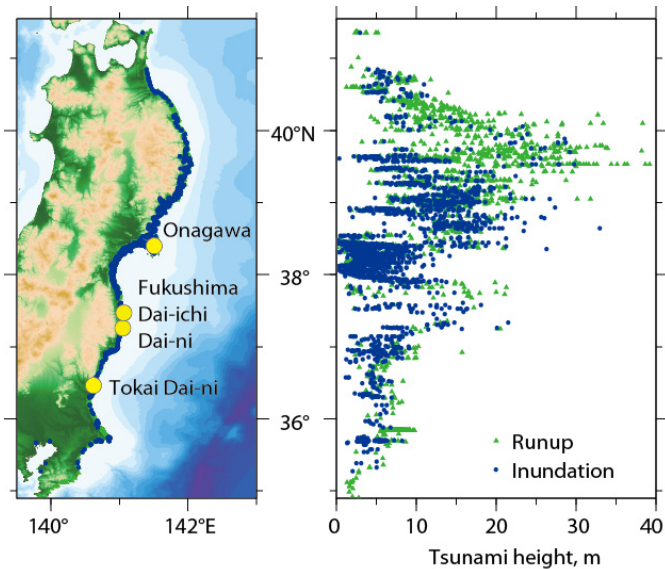 Onagawa
Fukushima
Dai-ichi
Dai-ni
Tokai Dai-ni
140°
142°E
40°N
38°
36°
Runup
Inundation
0
10
20
30
40
Tsunami height, m